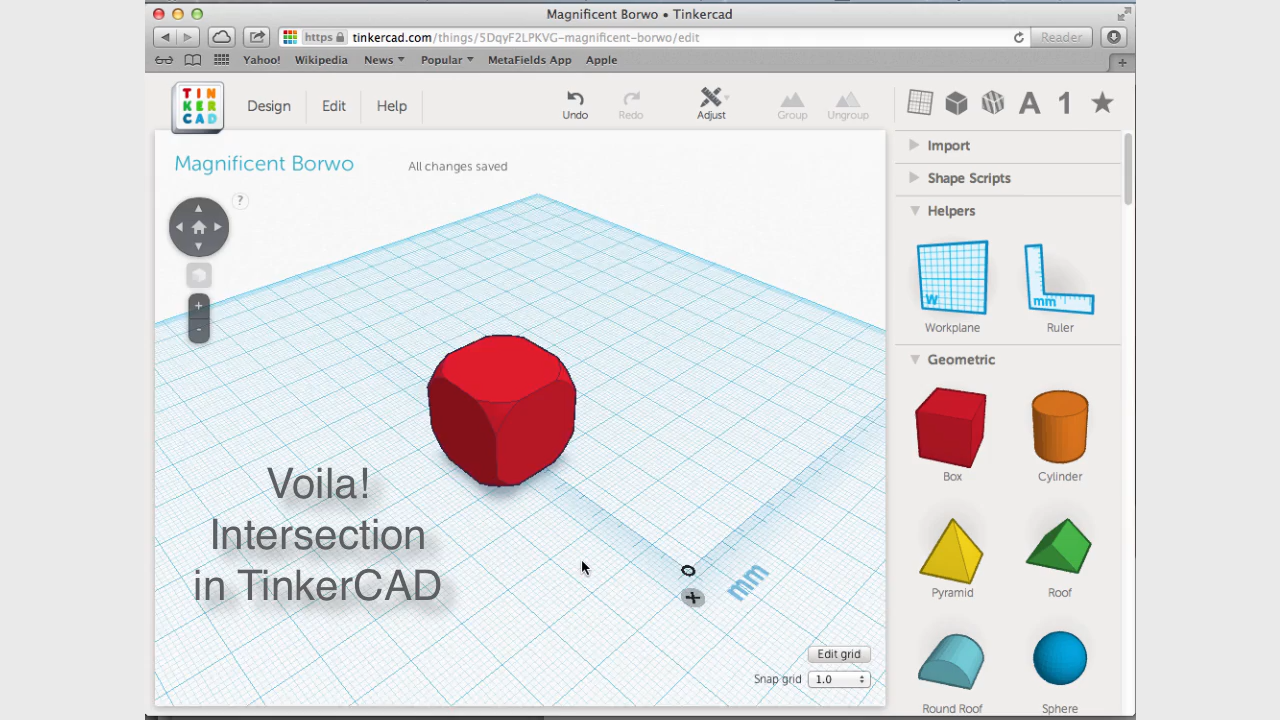 Magnificent Borwo • Tinkercad
https tinkercad.com/things/5DqyF2LPKVG-magnificent-borwo/edit
Reader
Yahoo! Wikipedia News Popular MetaFields App Apple
TIN
KER
CAD
Design Edit Help
Undo Redo Adjust Group Ungroup
A 1
Magnificent Borwo
All changes saved
?
+
-
Import
Shape Scripts
Helpers
W
mm
Workplane Ruler
Geometric
Box Cylinder
Pyramid Roof
Round Roof Sphere
Voila!
Intersection
in TinkerCAD
mm
Edit grid
Snap grid 1.0